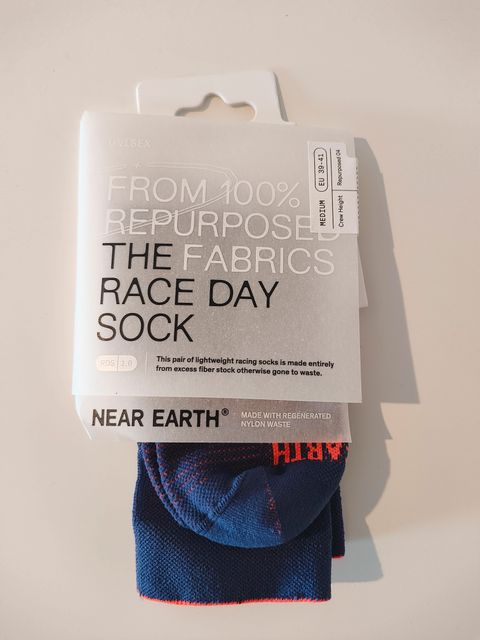 UNISEX
FROM 100%
REPURPOSED
THE FABRICS
RACE DAY
SOCK
MEDIUM EU 39-41
Crew Height Repurposed 04
RDS 1.0
This pair of lightweight racing socks is made entirely
from excess fiber stock otherwise gone to waste.
NEAR EARTH®
MADE WITH REGENERATED
NYLON WASTE
ARTH